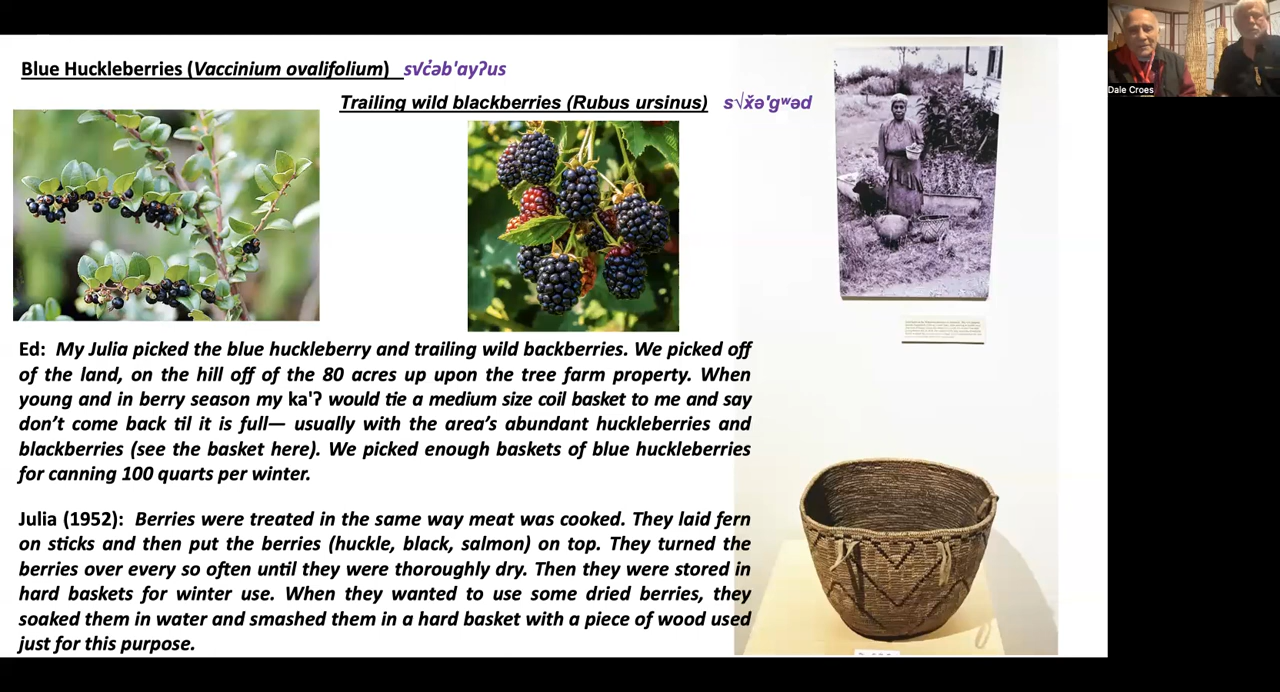 Blue Huckleberries (Vaccinium ovalifolium) s√c̓əb'ayʔus
Trailing wild blackberries (Rubus ursinus) s√x̌ə'gʷəd
Dale Croes
Ed: My Julia picked the blue huckleberry and trailing wild backberries. We picked off
of the land, on the hill off of the 80 acres up upon the tree farm property. When
young and in berry season my ka'ʔ would tie a medium size coil basket to me and say
don't come back til it is full— usually with the area's abundant huckleberries and
blackberries (see the basket here). We picked enough baskets of blue huckleberries
for canning 100 quarts per winter.
Julia (1952): Berries were treated in the same way meat was cooked. They laid fern
on sticks and then put the berries (huckle, black, salmon) on top. They turned the
berries over every so often until they were thoroughly dry. Then they were stored in
hard baskets for winter use. When they wanted to use some dried berries, they
soaked them in water and smashed them in a hard basket with a piece of wood used
just for this purpose.